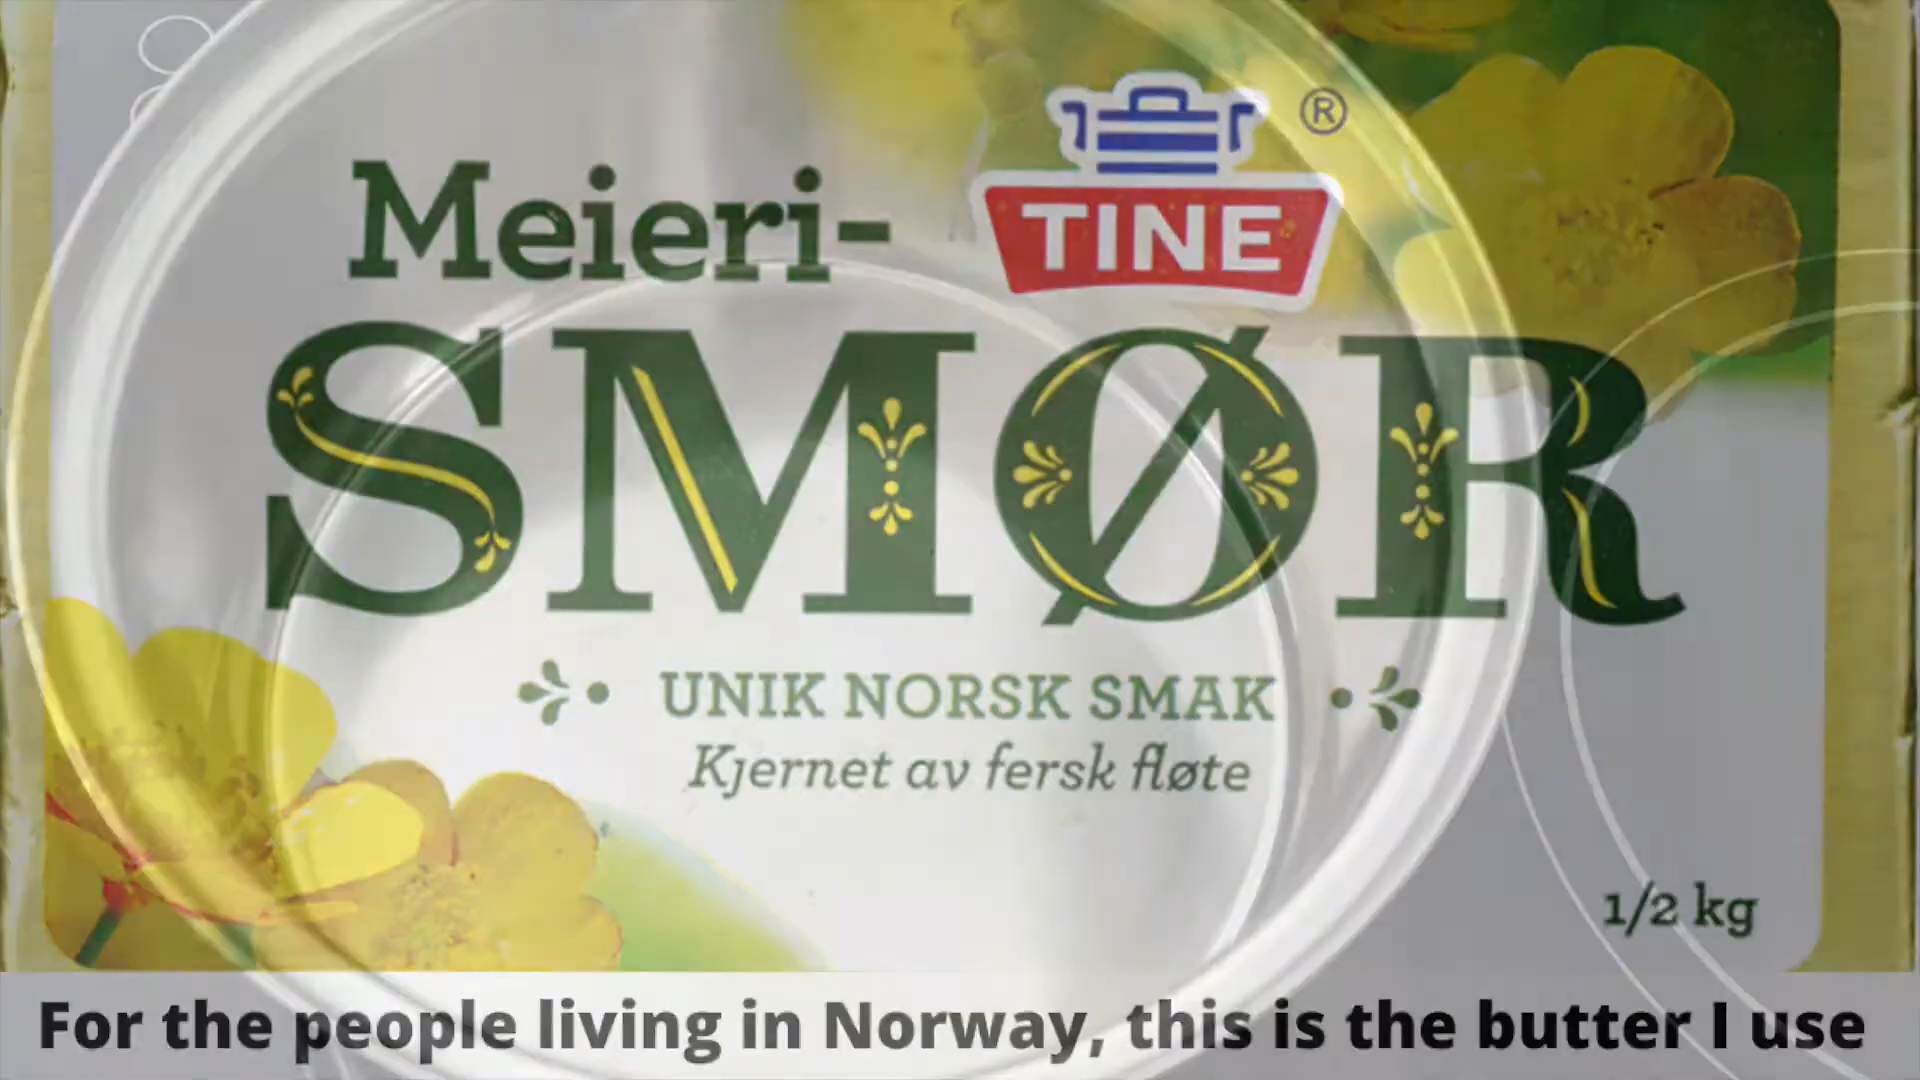 Meieri-
TINE ®
SMØR
UNIK NORSK SMAK
Kjernet av fersk fløte
1/2 kg
For the people living in Norway, this is the butter I use